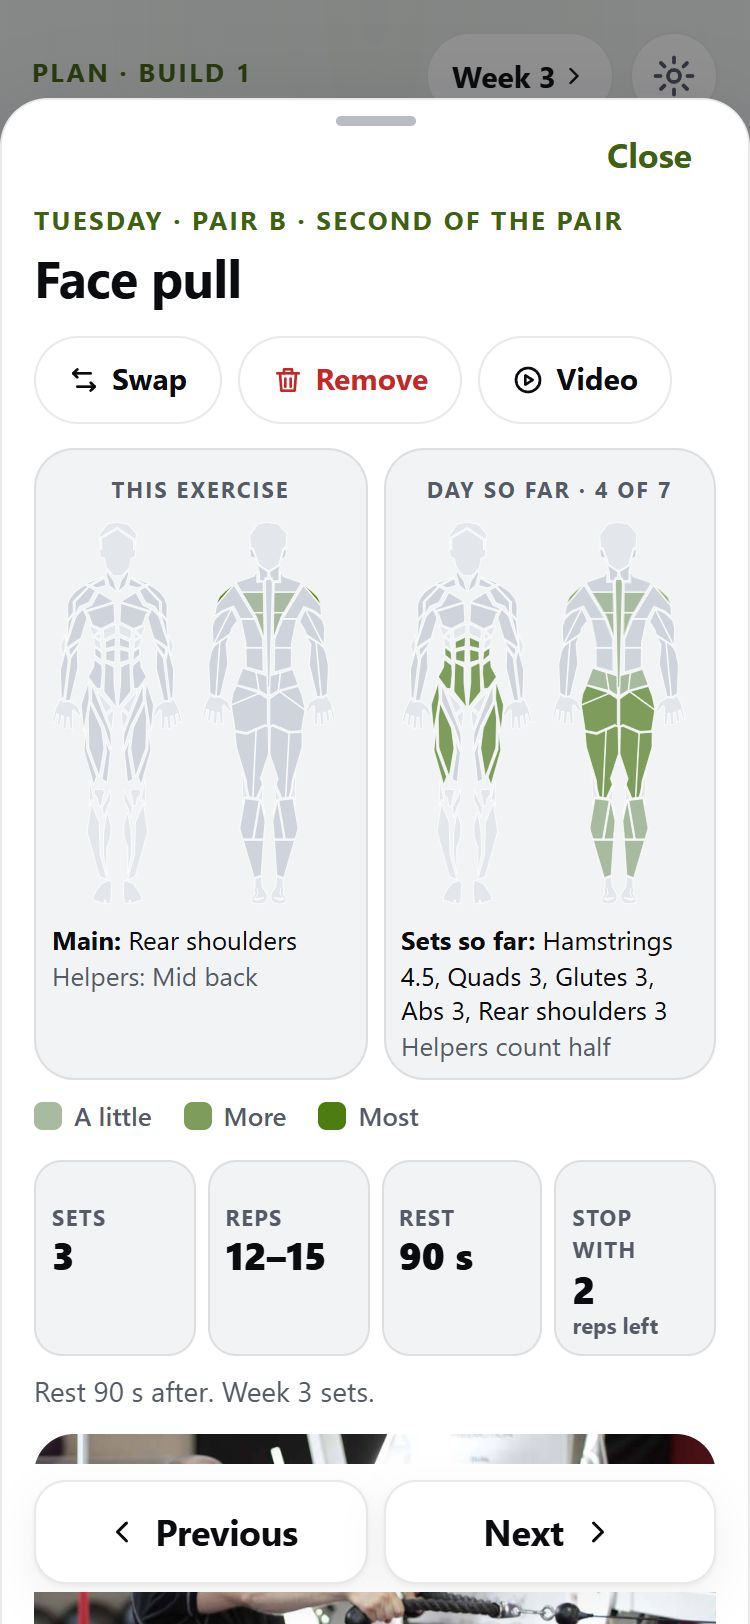 PLAN · BUILD 1
Week 3
Close
TUESDAY · PAIR B · SECOND OF THE PAIR
Face pull
Swap
Remove
Video
THIS EXERCISE
Main: Rear shoulders
Helpers: Mid back
DAY SO FAR · 4 OF 7
Sets so far: Hamstrings
4.5, Quads 3, Glutes 3,
Abs 3, Rear shoulders 3
Helpers count half
A little
More
Most
SETS
3
REPS
12–15
REST
90 s
STOP
WITH
2
reps left
Rest 90 s after. Week 3 sets.
Previous
Next